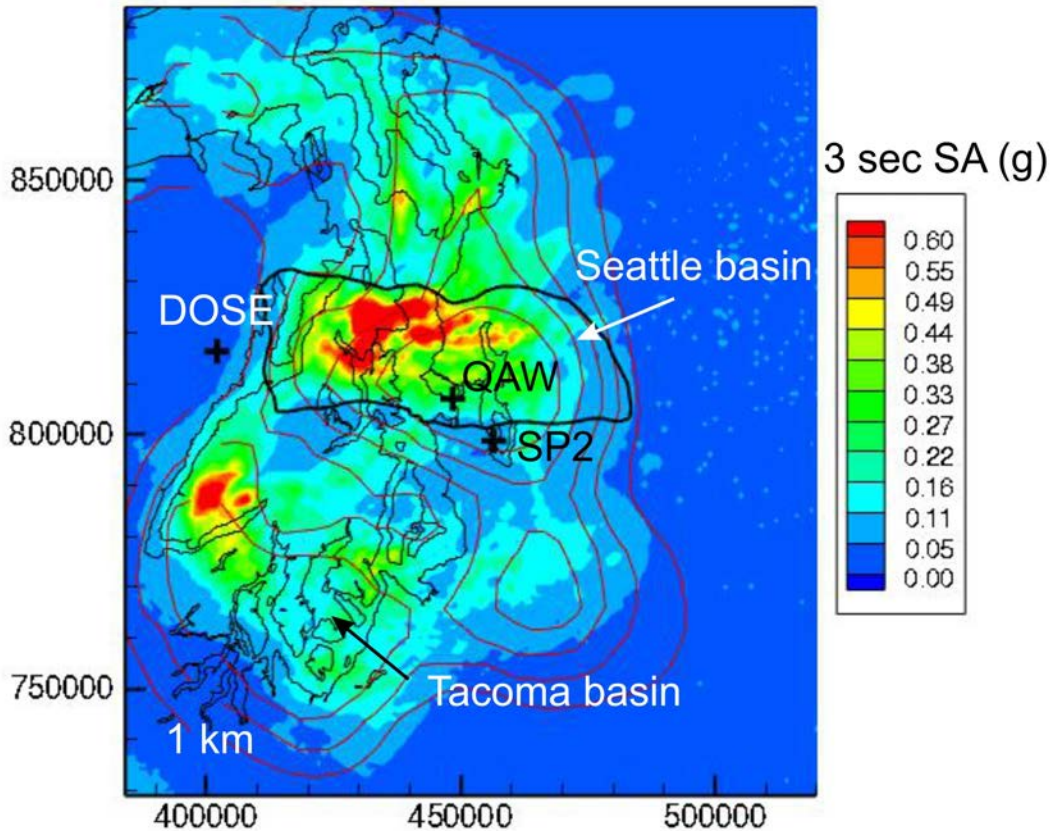 3 sec SA (g)
850000
Seattle basin
DOSE
QAW
800000
SP2
750000
Tacoma basin
1 km
400000
450000
500000
0.60
0.55
0.49
0.44
0.38
0.33
0.27
0.22
0.16
0.11
0.05
0.00